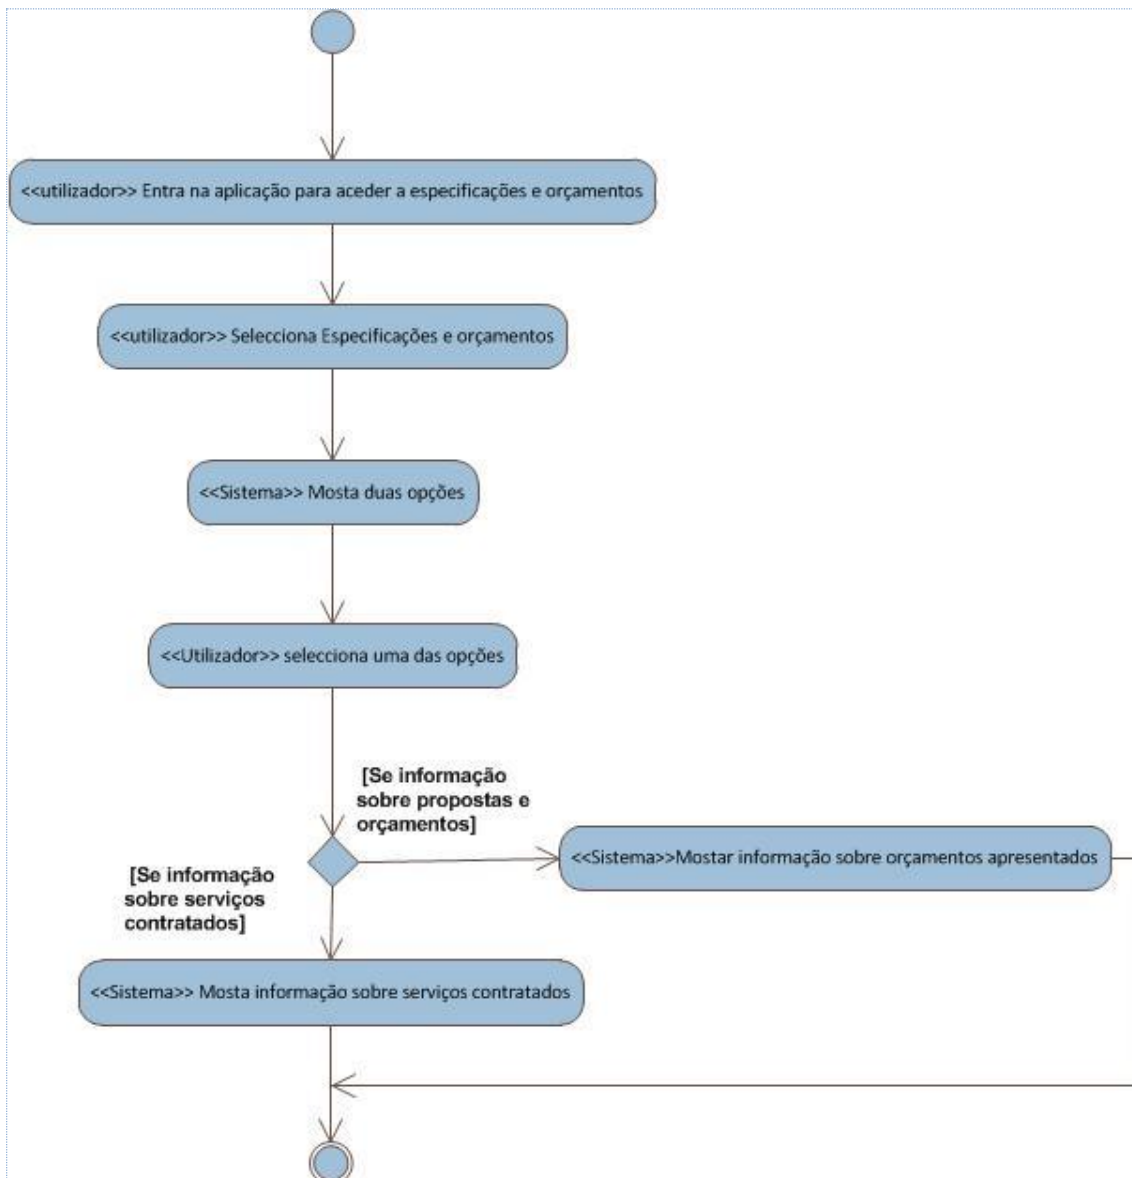 <<utilizador>> Entra na aplicação para aceder a especificações e orçamentos
<<utilizador>> Selecciona Especificações e orçamentos
<<Sistema>> Mosta duas opções
<<Utilizador>> selecciona uma das opções
[Se informação
sobre propostas e
orçamentos]
<<Sistema>>Mostar informação sobre orçamentos apresentados
[Se informação
sobre serviços
contratados]
<<Sistema>> Mosta informação sobre serviços contratados